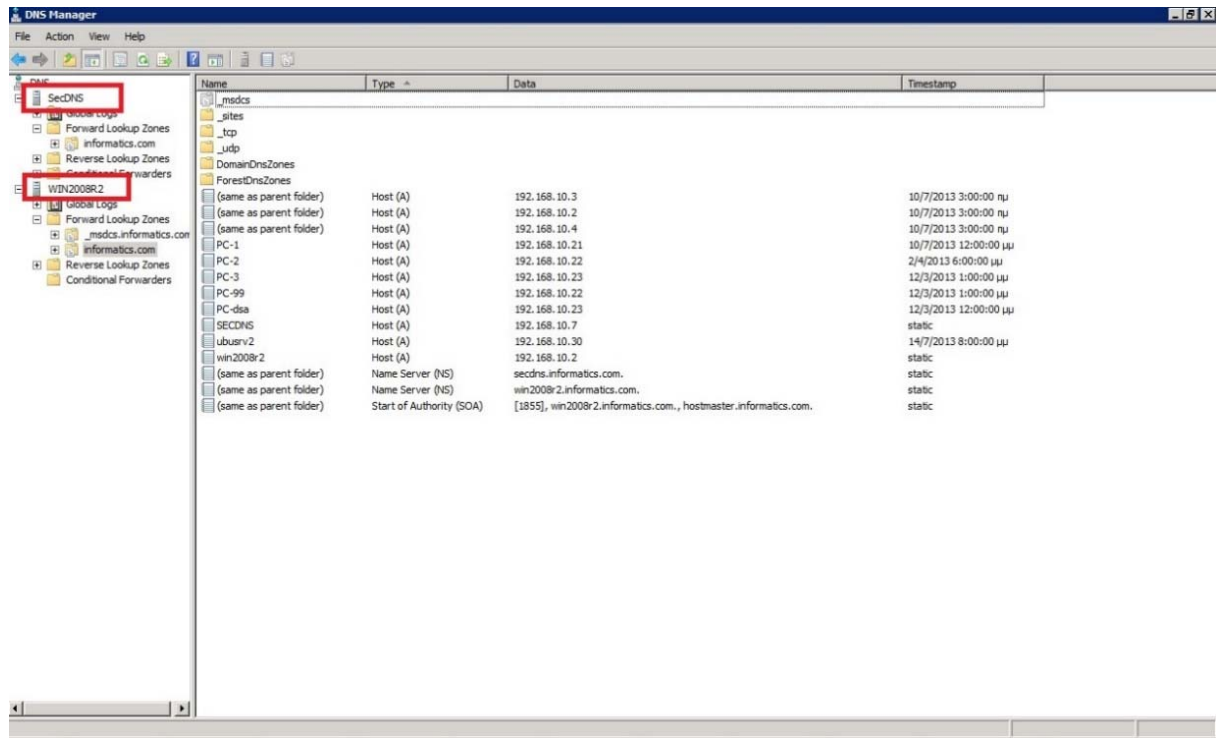 DNS Manager
File Action View Help
DNS
SecDNS
Global Logs
Forward Lookup Zones
informatics.com
Reverse Lookup Zones
Conditional Forwarders
WIN2008R2
Global Logs
Forward Lookup Zones
_msdcs.informatics.com
informatics.com
Reverse Lookup Zones
Conditional Forwarders
Name Type Data Timestamp
_msdcs
_sites
_tcp
_udp
DomainDnsZones
ForestDnsZones
(same as parent folder) Host (A) 192.168.10.3 10/7/2013 3:00:00 πμ
(same as parent folder) Host (A) 192.168.10.2 10/7/2013 3:00:00 πμ
(same as parent folder) Host (A) 192.168.10.4 10/7/2013 3:00:00 πμ
PC-1 Host (A) 192.168.10.21 10/7/2013 12:00:00 μμ
PC-2 Host (A) 192.168.10.22 2/4/2013 6:00:00 μμ
PC-3 Host (A) 192.168.10.23 12/3/2013 1:00:00 μμ
PC-99 Host (A) 192.168.10.22 12/3/2013 1:00:00 μμ
PC-dsa Host (A) 192.168.10.23 12/3/2013 12:00:00 μμ
SECDNS Host (A) 192.168.10.7 static
ubusrv2 Host (A) 192.168.10.30 14/7/2013 8:00:00 μμ
win2008r2 Host (A) 192.168.10.2 static
(same as parent folder) Name Server (NS) secdns.informatics.com. static
(same as parent folder) Name Server (NS) win2008r2.informatics.com. static
(same as parent folder) Start of Authority (SOA) [1855], win2008r2.informatics.com., hostmaster.informatics.com. static